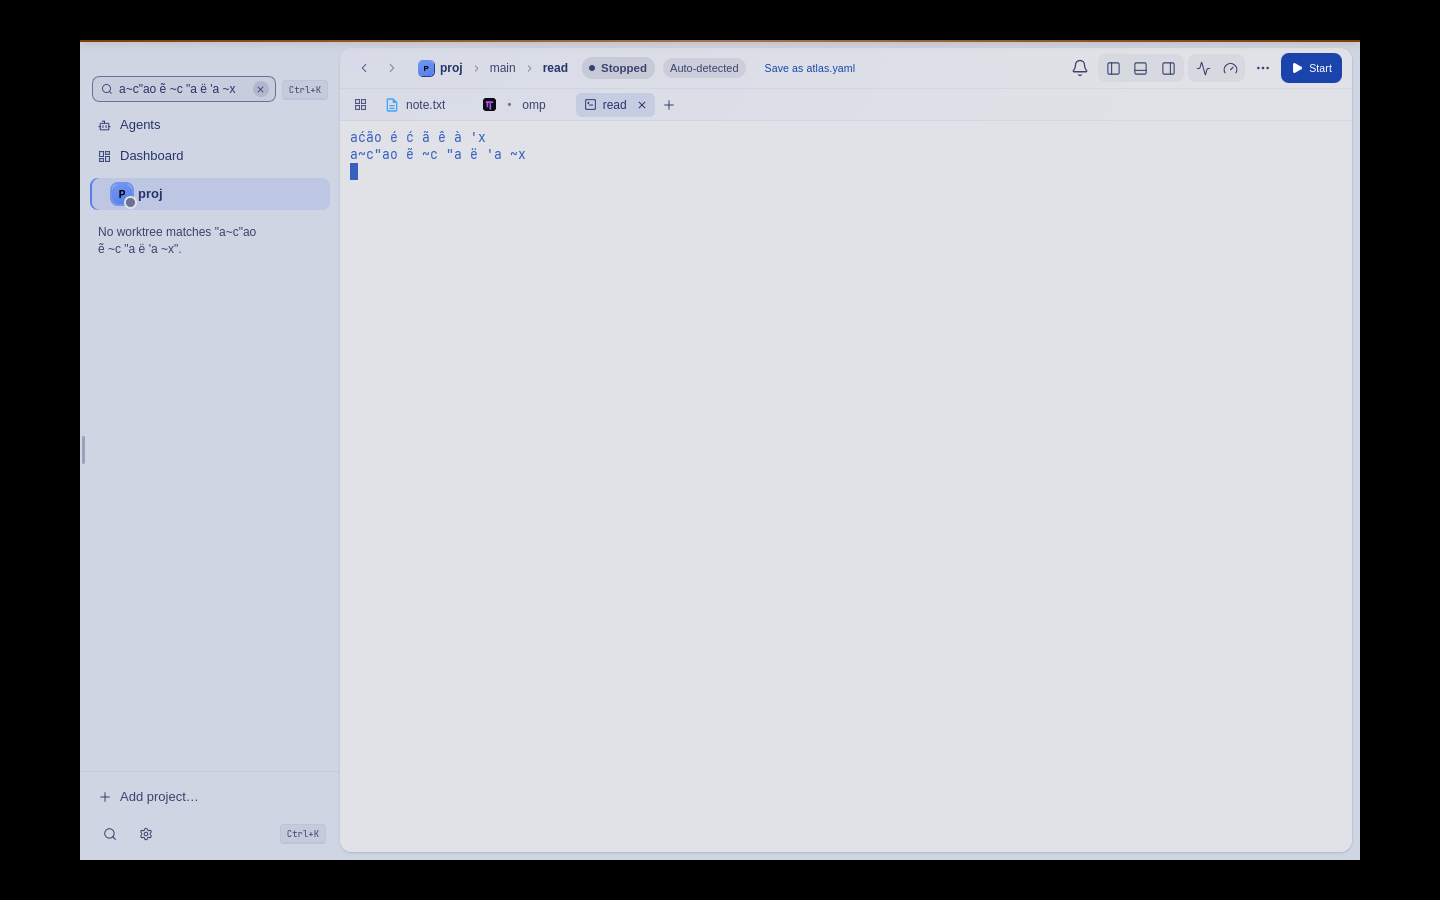 a~c"ao ẽ ~c "a ë 'a ~x
Ctrl+K
Agents
Dashboard
P proj
No worktree matches "a~c"ao
ẽ ~c "a ë 'a ~x".
Add project…
Ctrl+K
P proj › main › read
Stopped
Auto-detected
Save as atlas.yaml
Start
note.txt
omp
read
aćão é ć ã ê à 'x
a~c"ao ẽ ~c "a ë 'a ~x